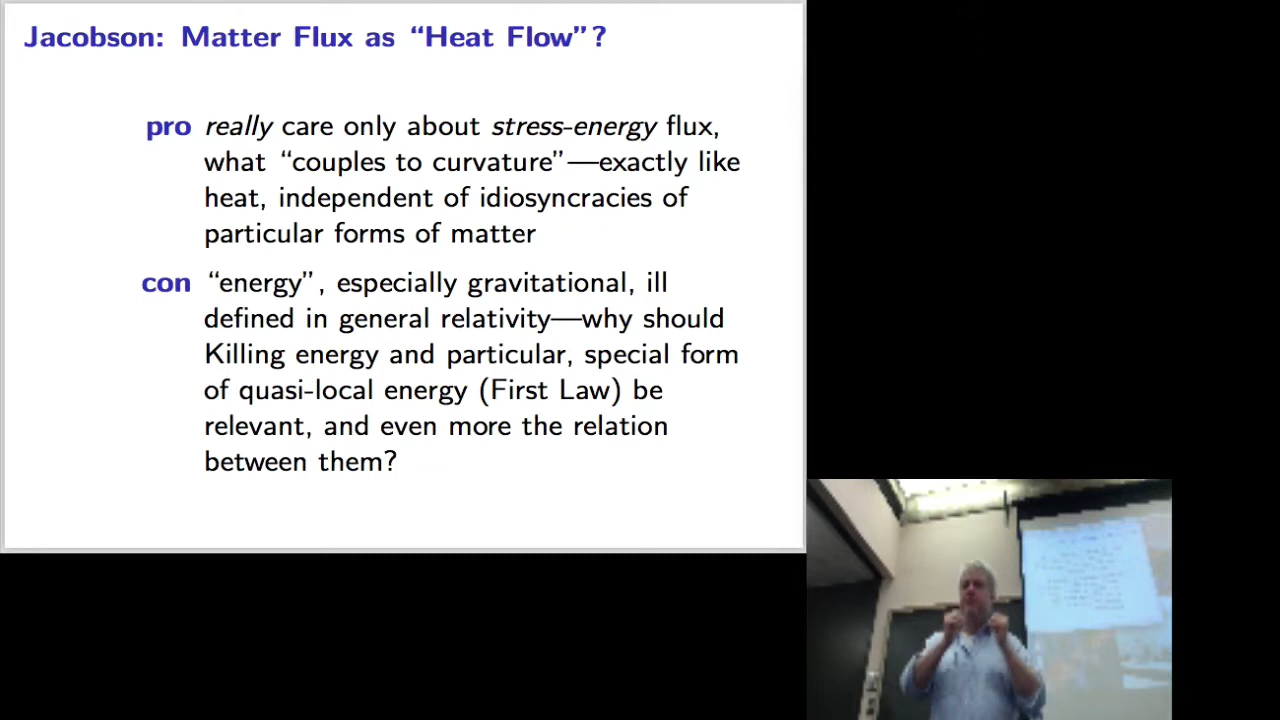 Jacobson: Matter Flux as “Heat Flow”?
pro really care only about stress-energy flux,
what “couples to curvature”—exactly like
heat, independent of idiosyncracies of
particular forms of matter
con “energy”, especially gravitational, ill
defined in general relativity—why should
Killing energy and particular, special form
of quasi-local energy (First Law) be
relevant, and even more the relation
between them?